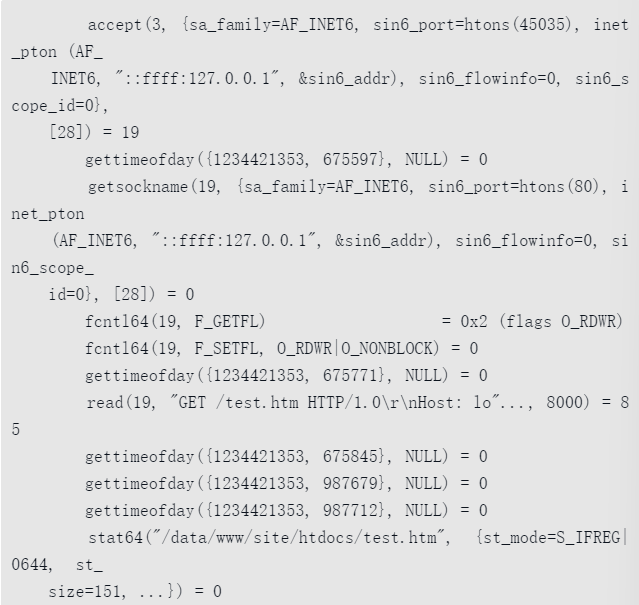 accept(3, {sa_family=AF_INET6, sin6_port=htons(45035), inet
_pton (AF_
INET6, "::ffff:127.0.0.1", &sin6_addr), sin6_flowinfo=0, sin6_s
cope_id=0},
[28]) = 19
gettimeofday({1234421353, 675597}, NULL) = 0
getsockname(19, {sa_family=AF_INET6, sin6_port=htons(80), i
net_pton
(AF_INET6, "::ffff:127.0.0.1", &sin6_addr), sin6_flowinfo=0, si
n6_scope_
id=0}, [28]) = 0
fcntl64(19, F_GETFL) = 0x2 (flags O_RDWR)
fcntl64(19, F_SETFL, O_RDWR|O_NONBLOCK) = 0
gettimeofday({1234421353, 675771}, NULL) = 0
read(19, "GET /test.htm HTTP/1.0\r\nHost: lo"..., 8000) = 8
5
gettimeofday({1234421353, 675845}, NULL) = 0
gettimeofday({1234421353, 987679}, NULL) = 0
gettimeofday({1234421353, 987712}, NULL) = 0
stat64("/data/www/site/htdocs/test.htm", {st_mode=S_IFREG|
0644, st_
size=151, ...}) = 0